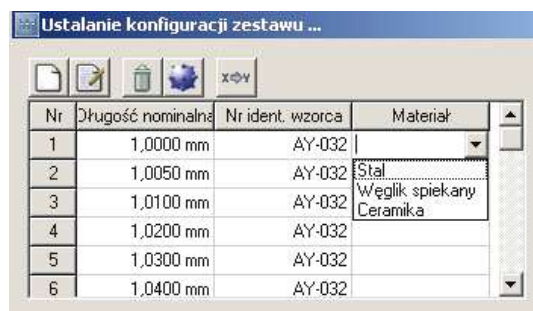 Ustalanie konfiguracji zestawu ...
X⇨Y
Nr Długość nominalna Nr ident. wzorca Materiał
1 1,0000 mm AY-032
2 1,0050 mm AY-032 Stal
Węglik spiekany
3 1,0100 mm AY-032 Ceramika
4 1,0200 mm AY-032
5 1,0300 mm AY-032
6 1,0400 mm AY-032